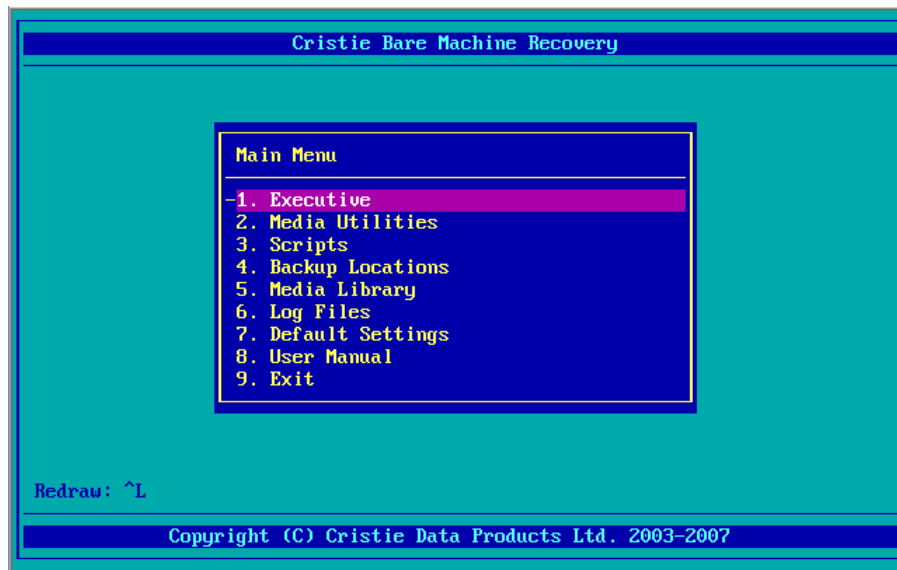 Cristie Bare Machine Recovery
Main Menu
1. Executive
2. Media Utilities
3. Scripts
4. Backup Locations
5. Media Library
6. Log Files
7. Default Settings
8. User Manual
9. Exit
Redraw: ^L
Copyright (C) Cristie Data Products Ltd. 2003-2007